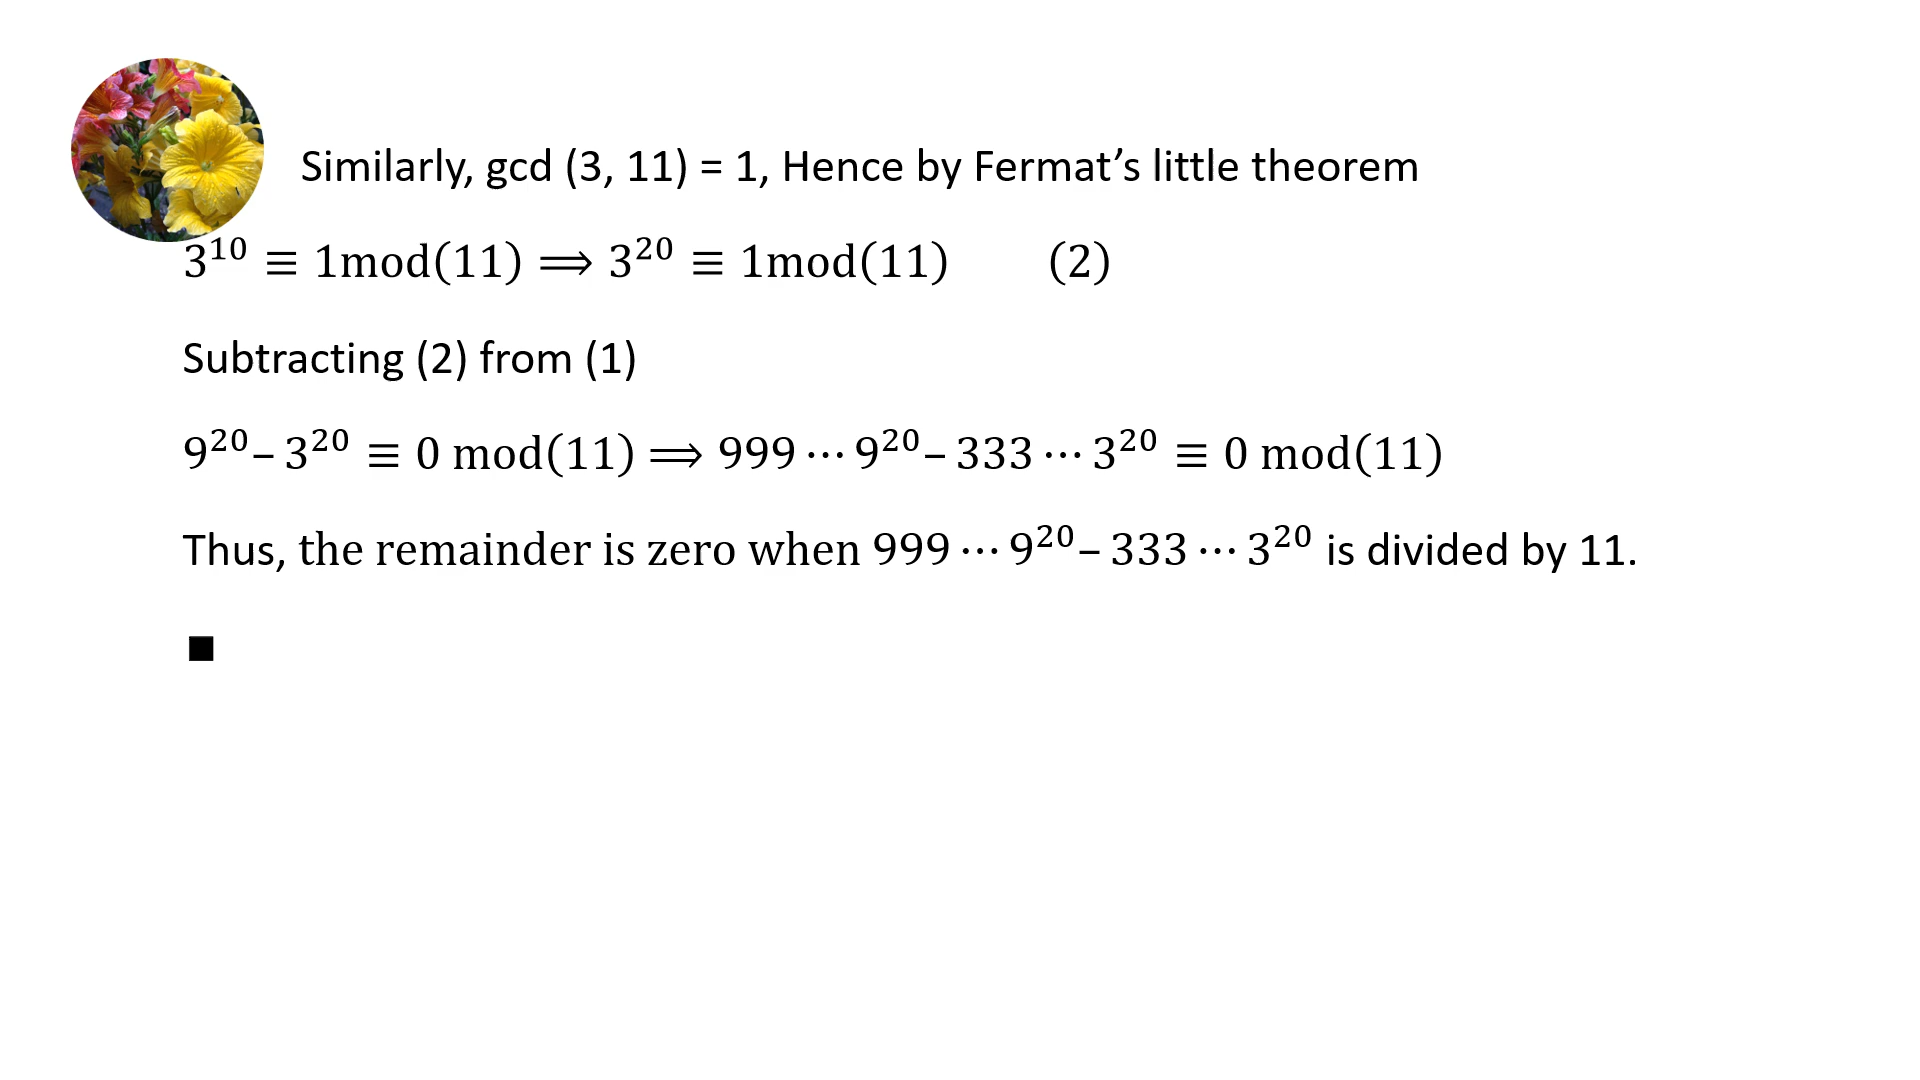 Similarly, gcd (3, 11) = 1, Hence by Fermat’s little theorem
3¹⁰ ≡ 1mod(11) ⟹ 3²⁰ ≡ 1mod(11) (2)
Subtracting (2) from (1)
9²⁰– 3²⁰ ≡ 0 mod(11) ⟹ 999 ⋯ 9²⁰– 333 ⋯ 3²⁰ ≡ 0 mod(11)
Thus, the remainder is zero when 999 ⋯ 9²⁰– 333 ⋯ 3²⁰ is divided by 11.
■